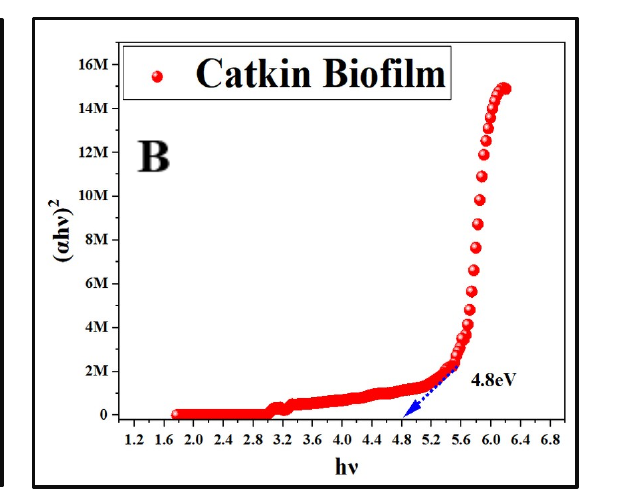 Catkin Biofilm
B
16M
14M
12M
10M
8M
6M
4M
2M
0
(αhν)²
4.8eV
1.2 1.6 2.0 2.4 2.8 3.2 3.6 4.0 4.4 4.8 5.2 5.6 6.0 6.4 6.8
hν